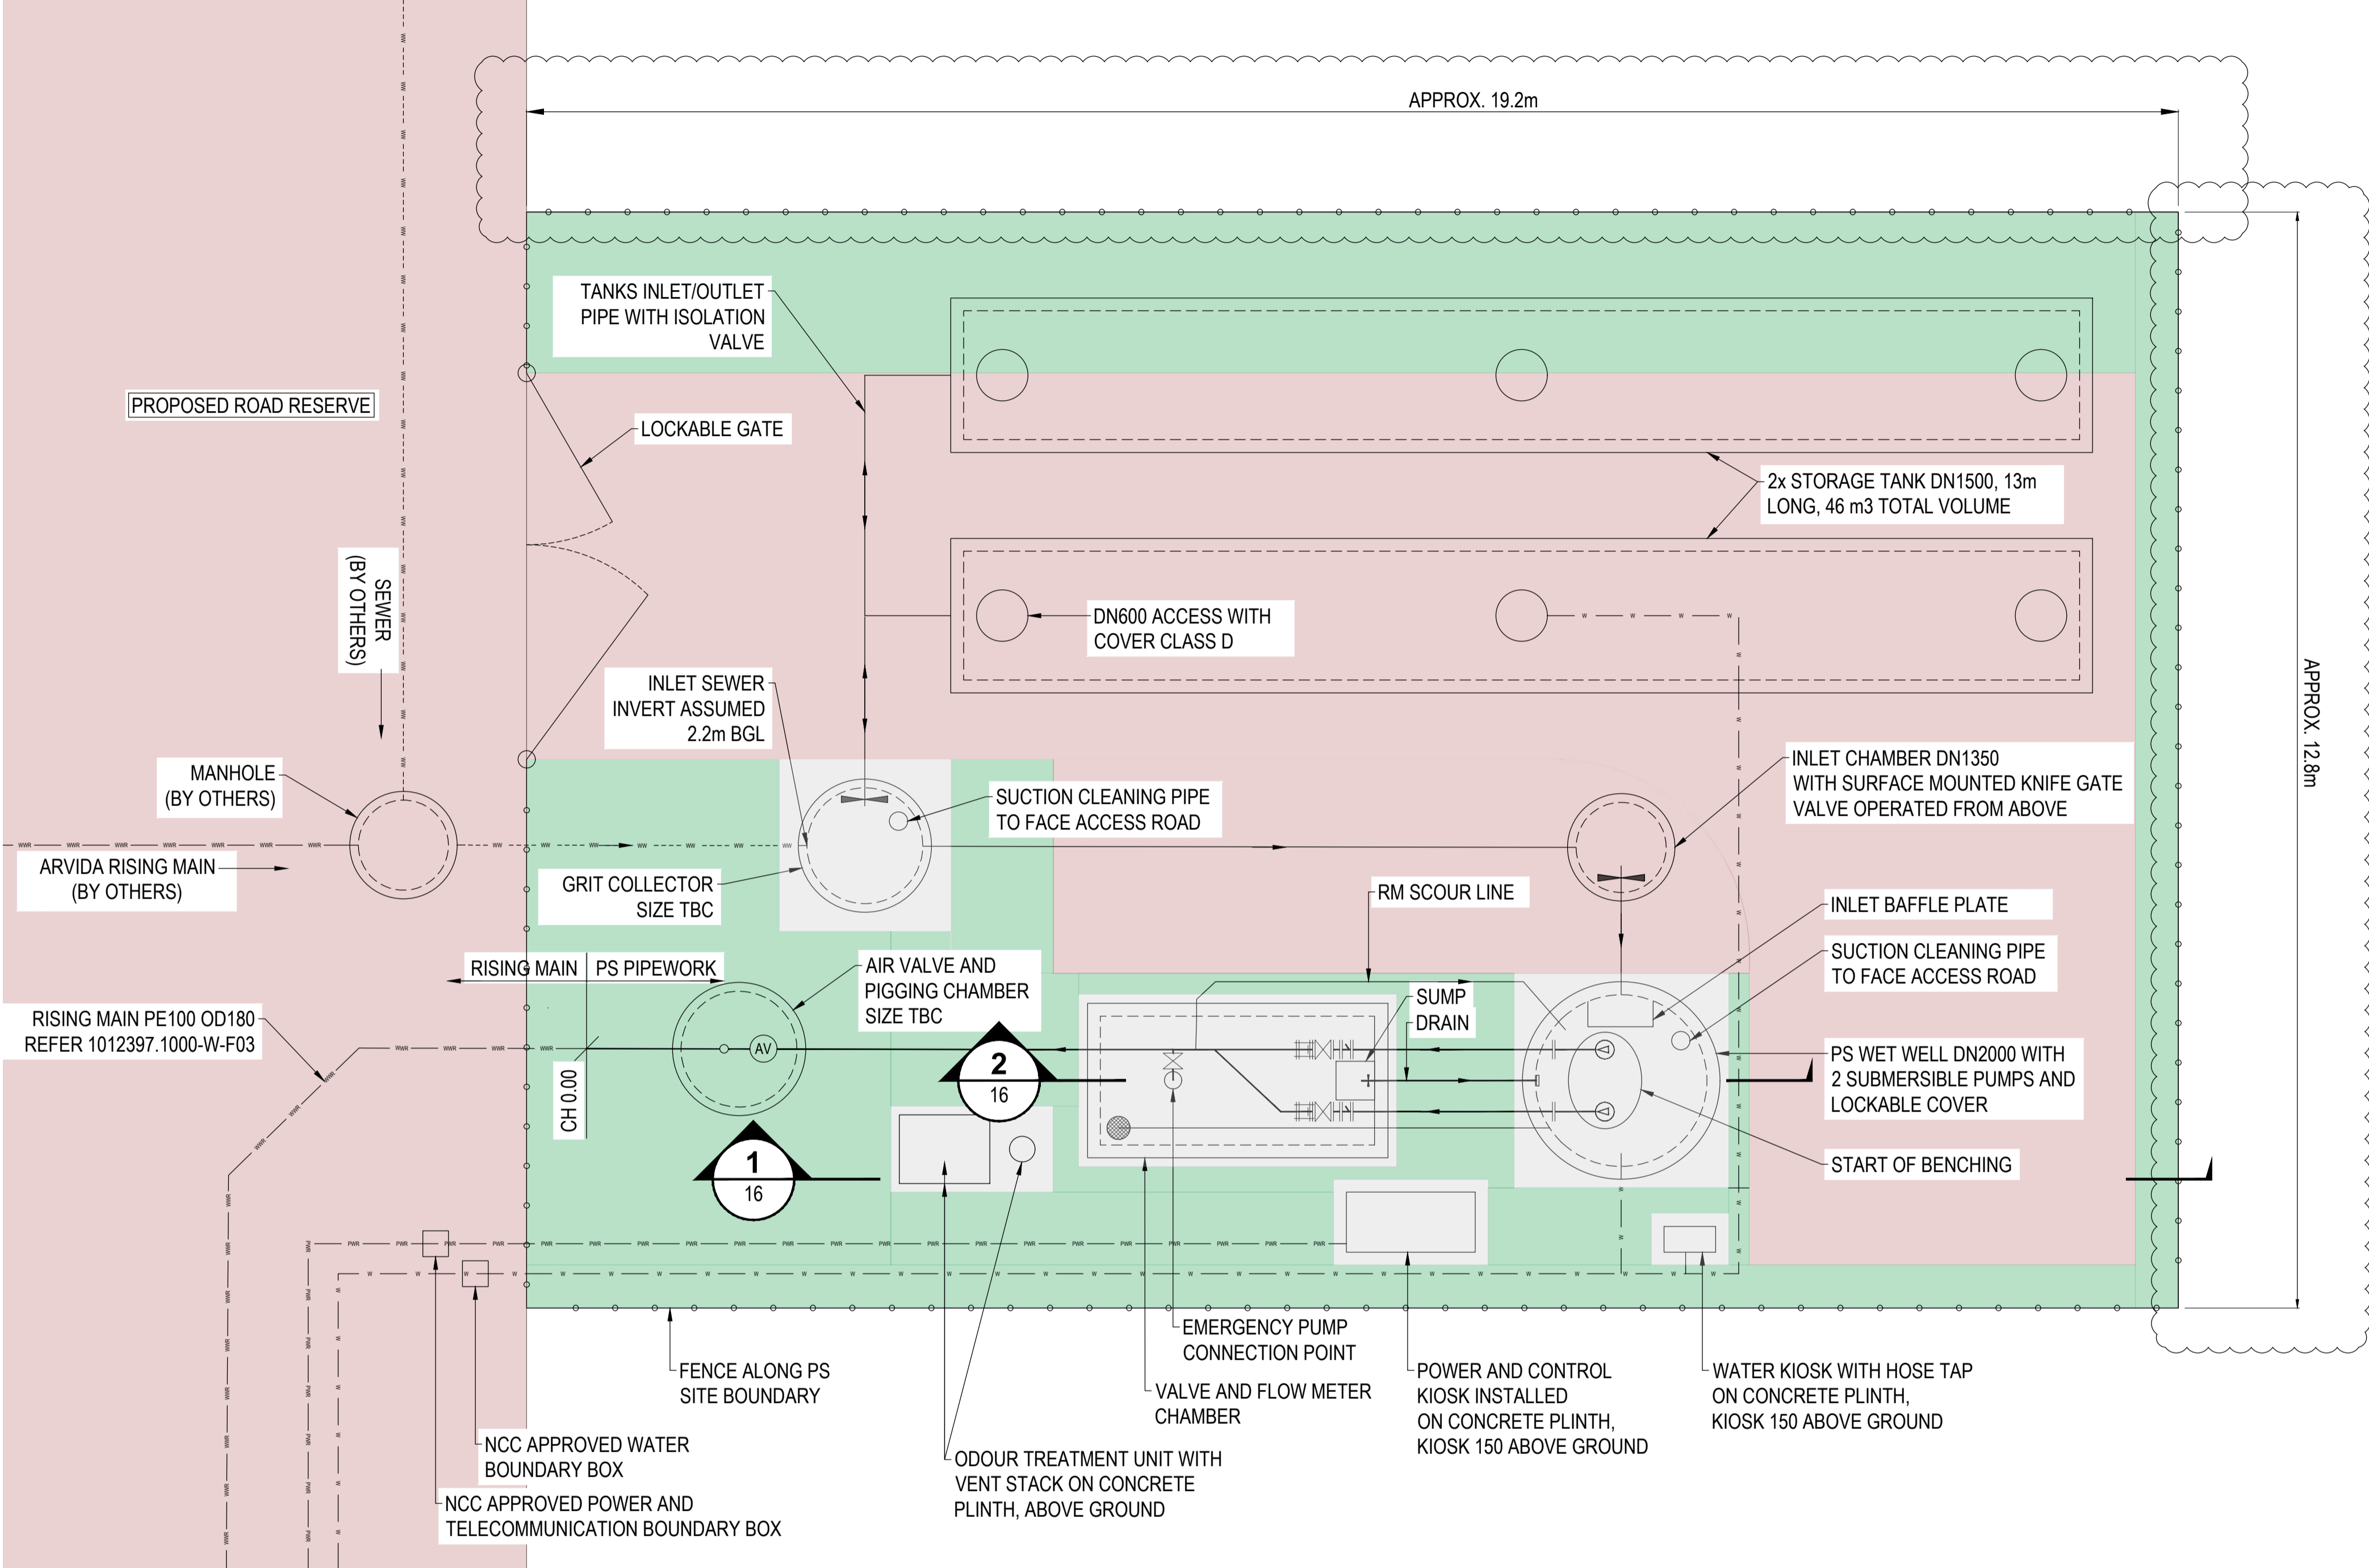 APPROX. 19.2m
TANKS INLET/OUTLET
PIPE WITH ISOLATION
VALVE
PROPOSED ROAD RESERVE
LOCKABLE GATE
2x STORAGE TANK DN1500, 13m
LONG, 46 m3 TOTAL VOLUME
SEWER
(BY OTHERS)
DN600 ACCESS WITH
COVER CLASS D
APPROX. 12.8m
INLET SEWER
INVERT ASSUMED
2.2m BGL
MANHOLE
(BY OTHERS)
SUCTION CLEANING PIPE
TO FACE ACCESS ROAD
INLET CHAMBER DN1350
WITH SURFACE MOUNTED KNIFE GATE
VALVE OPERATED FROM ABOVE
ARVIDA RISING MAIN
(BY OTHERS)
GRIT COLLECTOR
SIZE TBC
RM SCOUR LINE
INLET BAFFLE PLATE
RISING MAIN
PS PIPEWORK
AIR VALVE AND
PIGGING CHAMBER
SIZE TBC
SUCTION CLEANING PIPE
TO FACE ACCESS ROAD
SUMP
DRAIN
RISING MAIN PE100 OD180
REFER 1012397.1000-W-F03
AV
CH 0.00
2
16
PS WET WELL DN2000 WITH
2 SUBMERSIBLE PUMPS AND
LOCKABLE COVER
1
16
START OF BENCHING
WW
WWR
PWR
W
EMERGENCY PUMP
CONNECTION POINT
FENCE ALONG PS
SITE BOUNDARY
VALVE AND FLOW METER
CHAMBER
POWER AND CONTROL
KIOSK INSTALLED
ON CONCRETE PLINTH,
KIOSK 150 ABOVE GROUND
WATER KIOSK WITH HOSE TAP
ON CONCRETE PLINTH,
KIOSK 150 ABOVE GROUND
NCC APPROVED WATER
BOUNDARY BOX
ODOUR TREATMENT UNIT WITH
VENT STACK ON CONCRETE
PLINTH, ABOVE GROUND
NCC APPROVED POWER AND
TELECOMMUNICATION BOUNDARY BOX